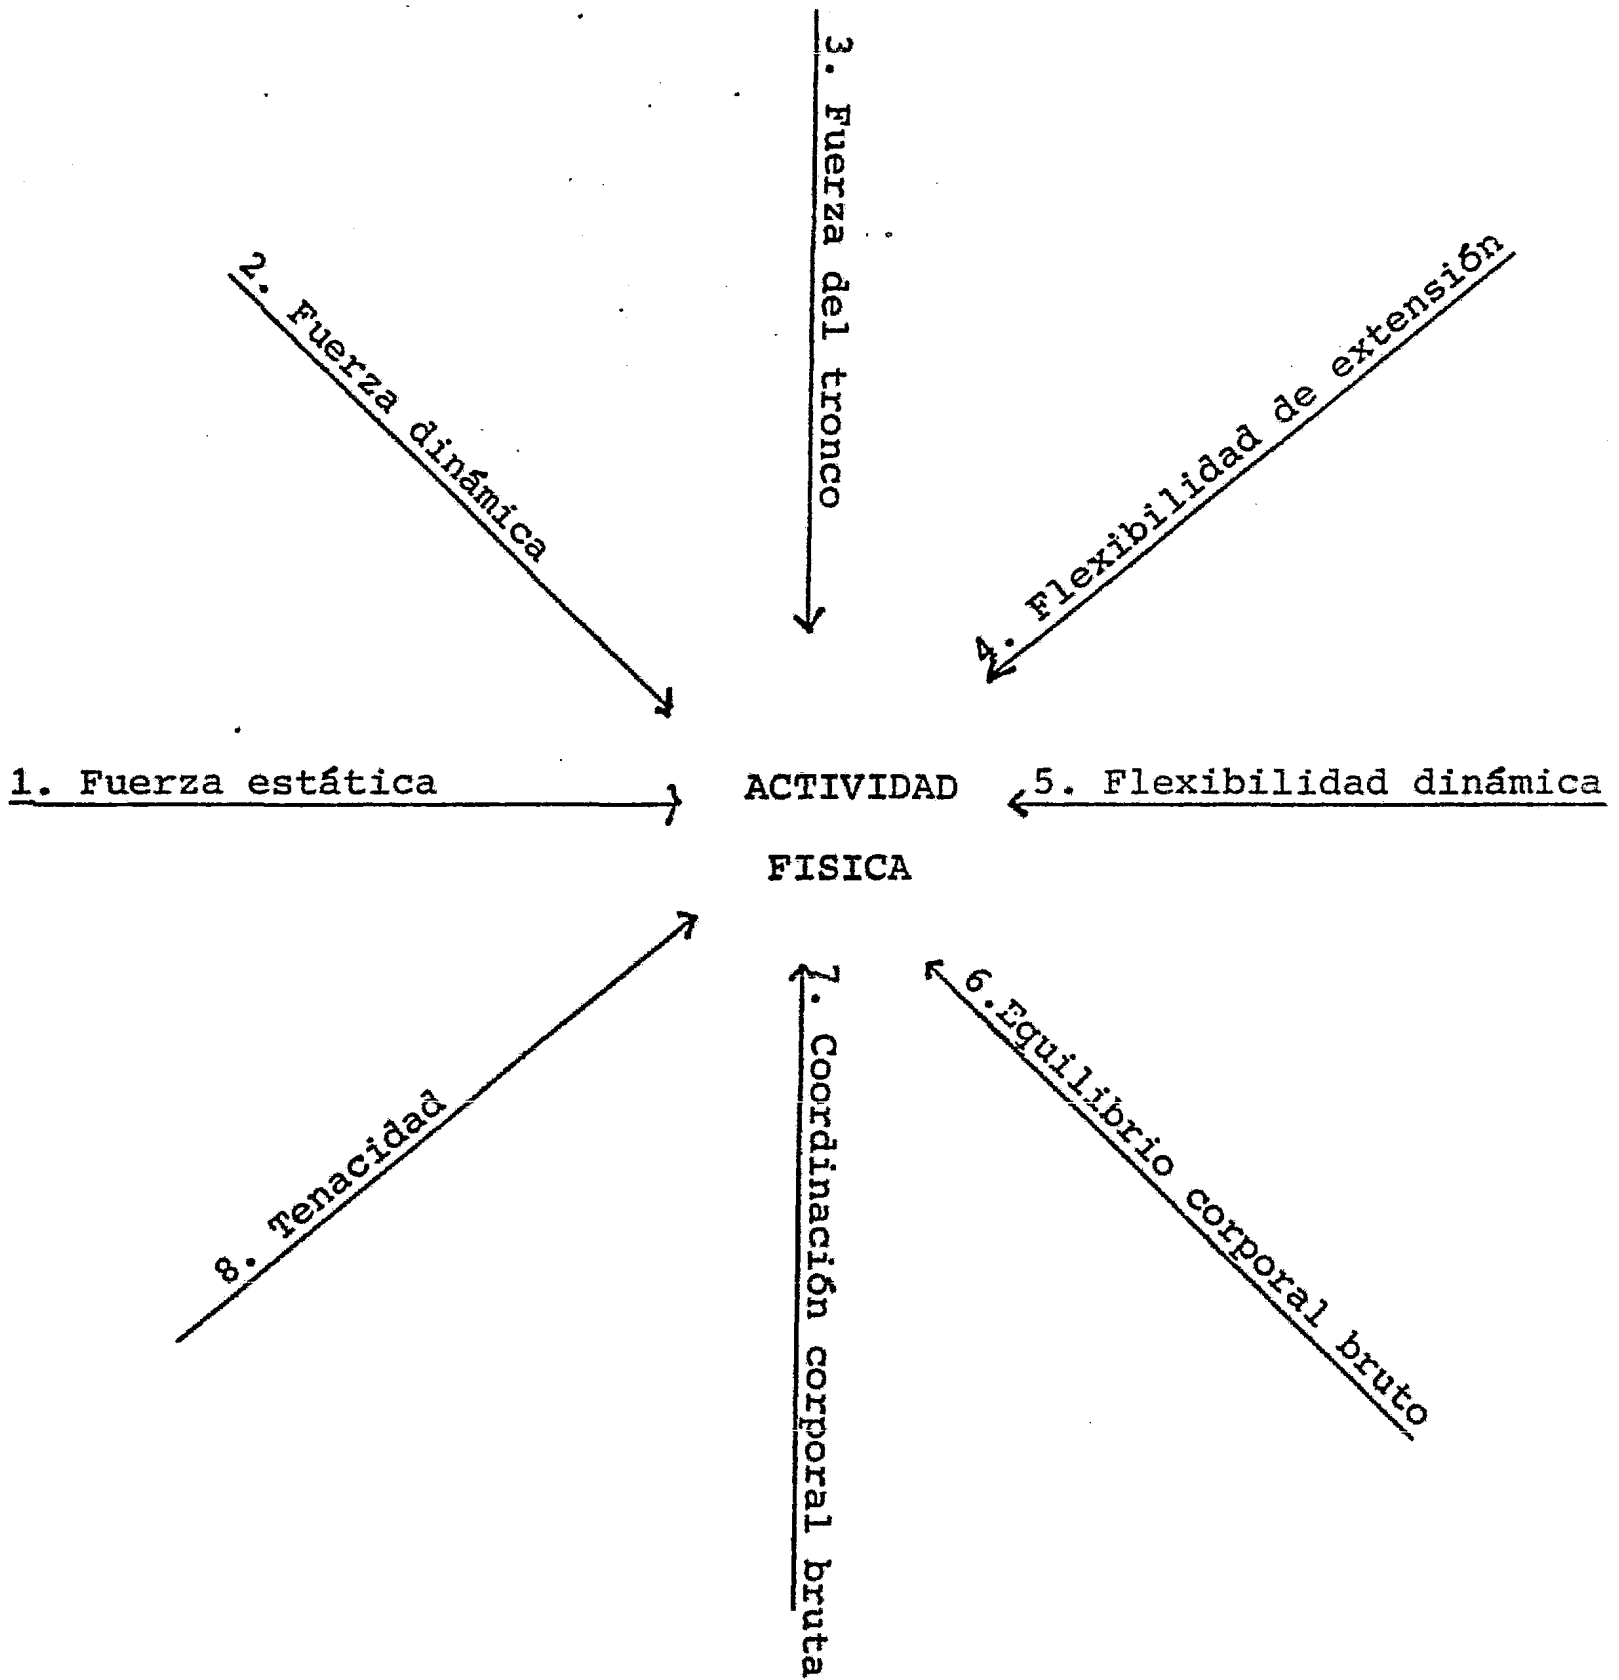 1. Fuerza estática
2. Fuerza dinámica
3. Fuerza del tronco
4. Flexibilidad de extensión
5. Flexibilidad dinámica
6.Equilibrio corporal bruto
7. Coordinación corporal bruta
8. Tenacidad
ACTIVIDAD
FISICA